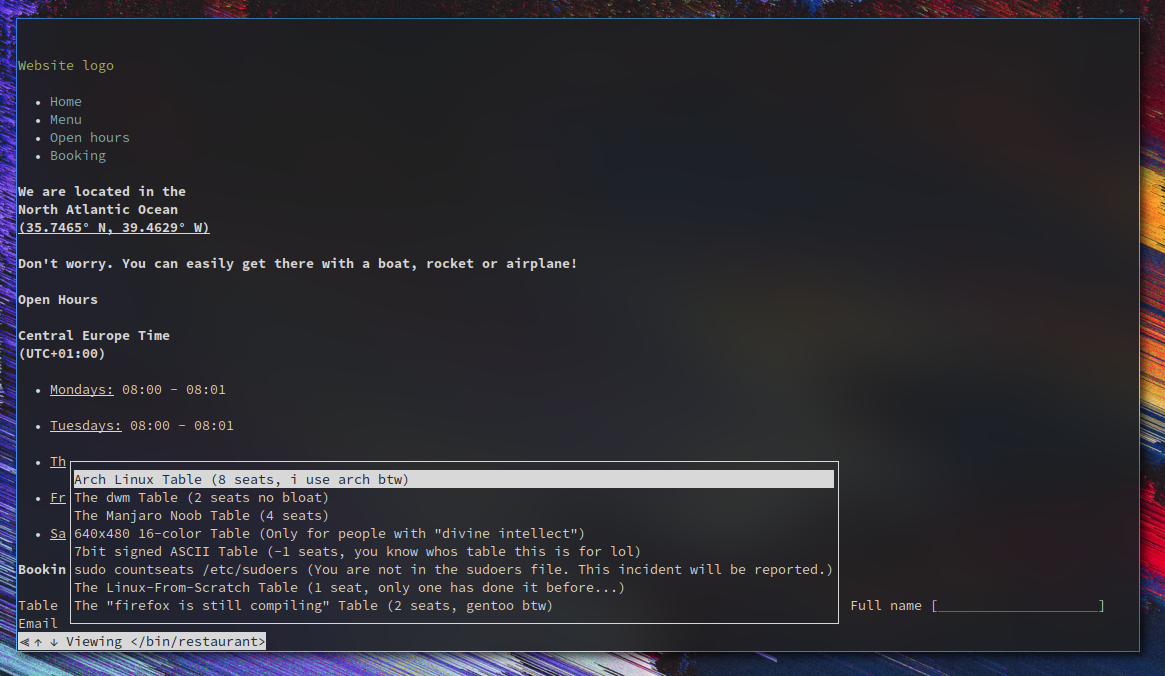 Website logo
• Home
• Menu
• Open hours
• Booking
We are located in the
North Atlantic Ocean
(35.7465° N, 39.4629° W)
Don't worry. You can easily get there with a boat, rocket or airplane!
Open Hours
Central Europe Time
(UTC+01:00)
• Mondays: 08:00 - 08:01
• Tuesdays: 08:00 - 08:01
• Th
• Fr
• Sa
Arch Linux Table (8 seats, i use arch btw)
The dwm Table (2 seats no bloat)
The Manjaro Noob Table (4 seats)
640x480 16-color Table (Only for people with "divine intellect")
7bit signed ASCII Table (-1 seats, you know whos table this is for lol)
sudo countseats /etc/sudoers (You are not in the sudoers file. This incident will be reported.)
The Linux-From-Scratch Table (1 seat, only one has done it before...)
The "firefox is still compiling" Table (2 seats, gentoo btw)
Bookin
Table Full name [_____________________]
Email
⪡ ↑ ↓ Viewing </bin/restaurant>